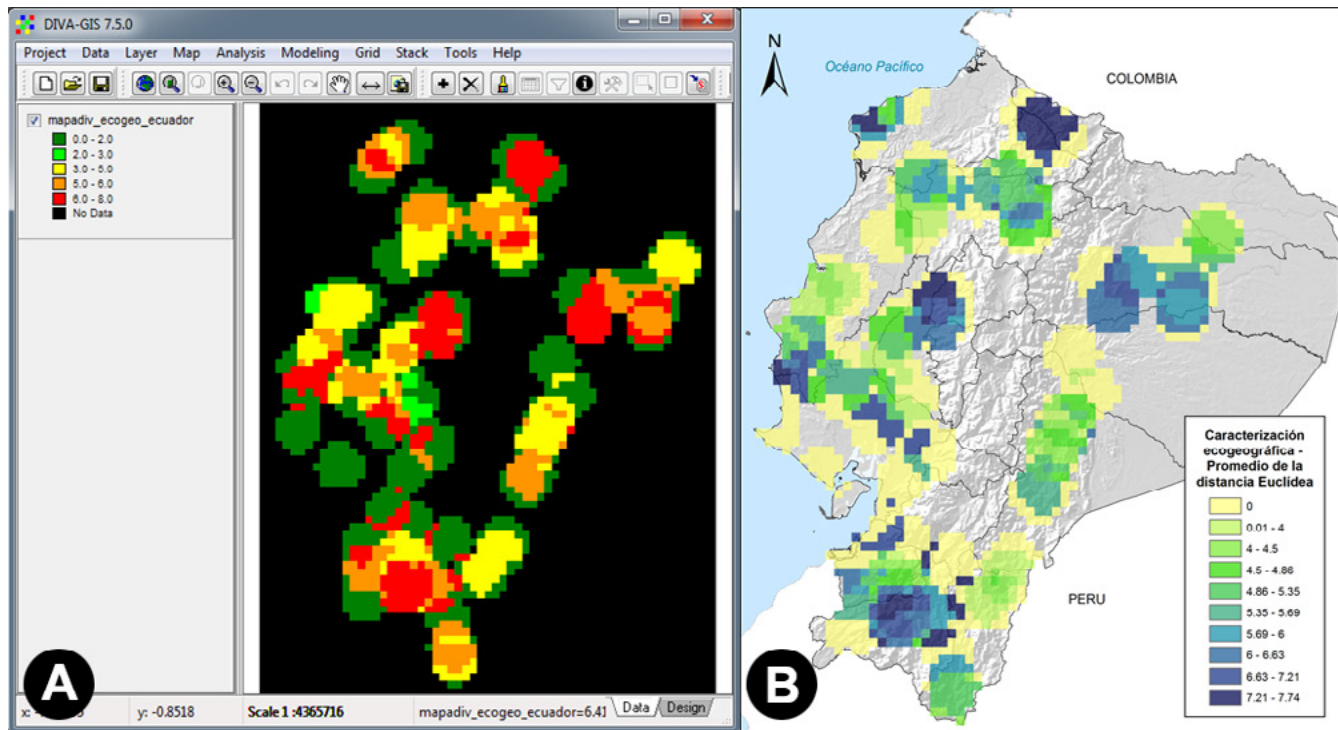 DIVA-GIS 7.5.0
Project Data Layer Map Analysis Modeling Grid Stack Tools Help
mapadiv_ecogeo_ecuador
0.0 - 2.0
2.0 - 3.0
3.0 - 5.0
5.0 - 6.0
6.0 - 8.0
No Data
A
x: -
y: -0.8518
Scale 1 :4365716
mapadiv_ecogeo_ecuador=6.41
Data
Design
N
Océano Pacífico
COLOMBIA
PERU
Caracterización
ecogeográfica -
Promedio de la
distancia Euclídea
0
0.01 - 4
4 - 4.5
4.5 - 4.86
4.86 - 5.35
5.35 - 5.69
5.69 - 6
6 - 6.63
6.63 - 7.21
7.21 - 7.74
B